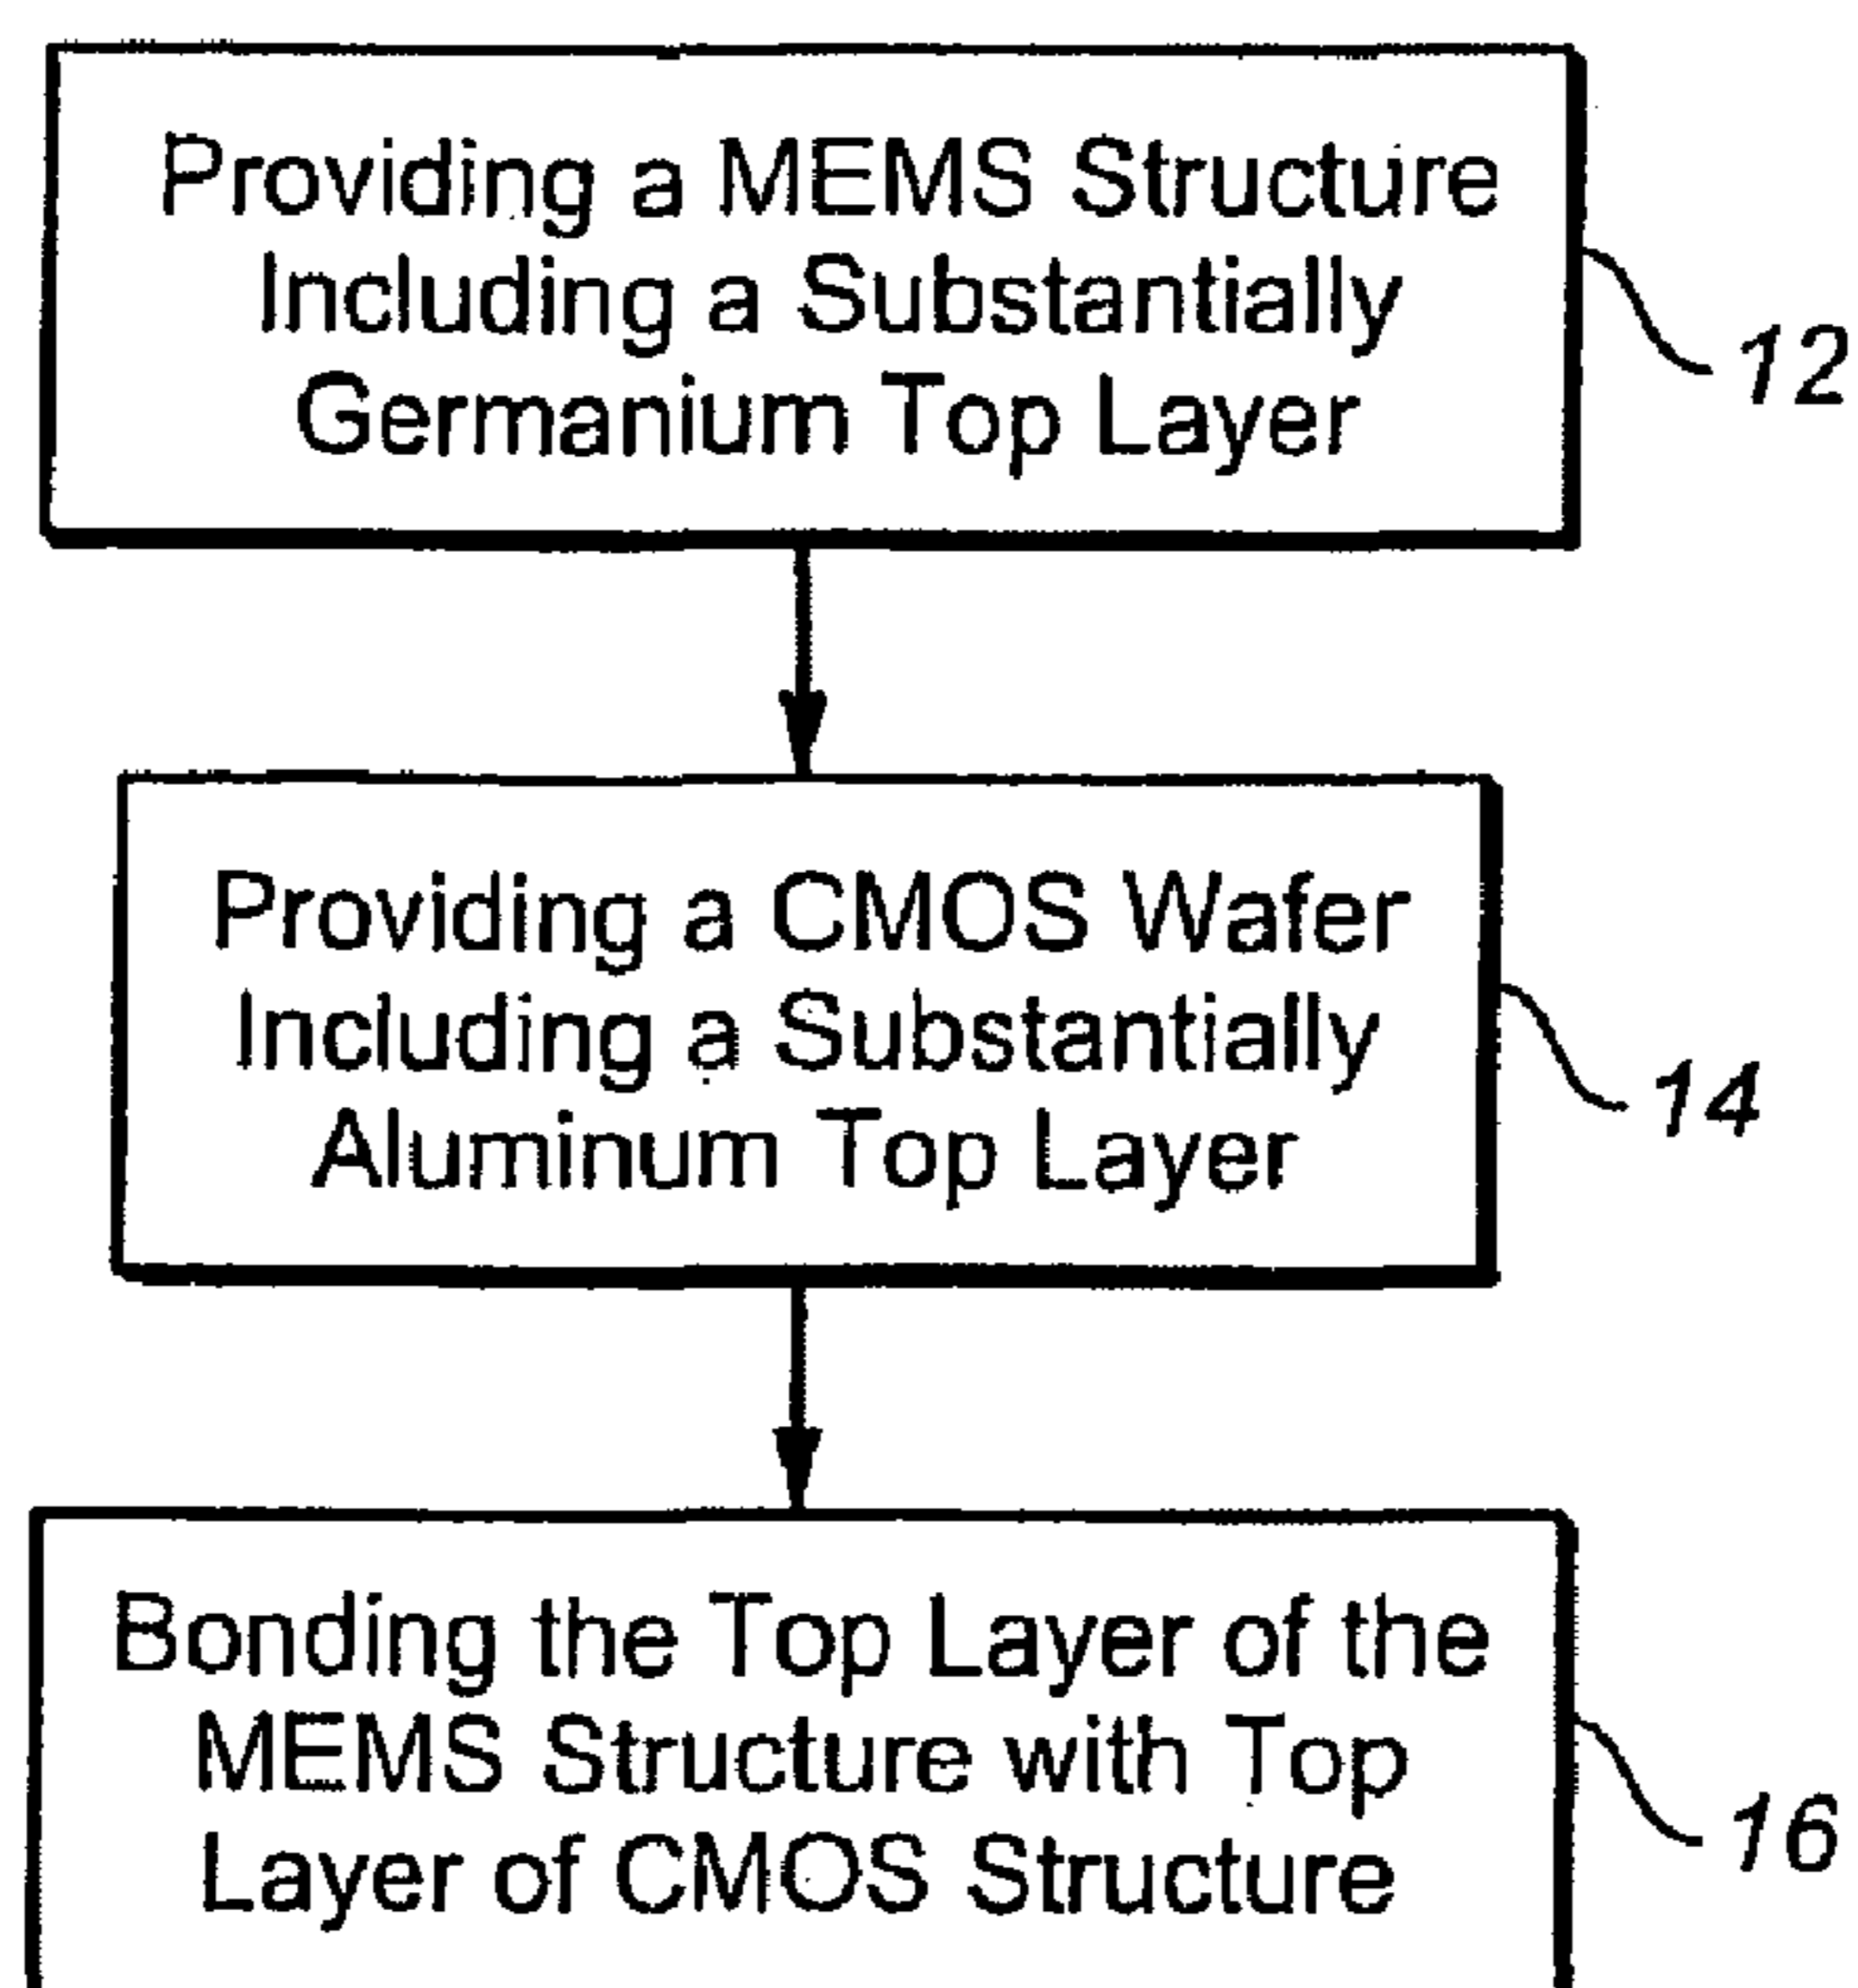 Providing a MEMS Structure
Including a Substantially
Germanium Top Layer
12
Providing a CMOS Wafer
Including a Substantially
Aluminum Top Layer
14
Bonding the Top Layer of the
MEMS Structure with Top
Layer of CMOS Structure
16